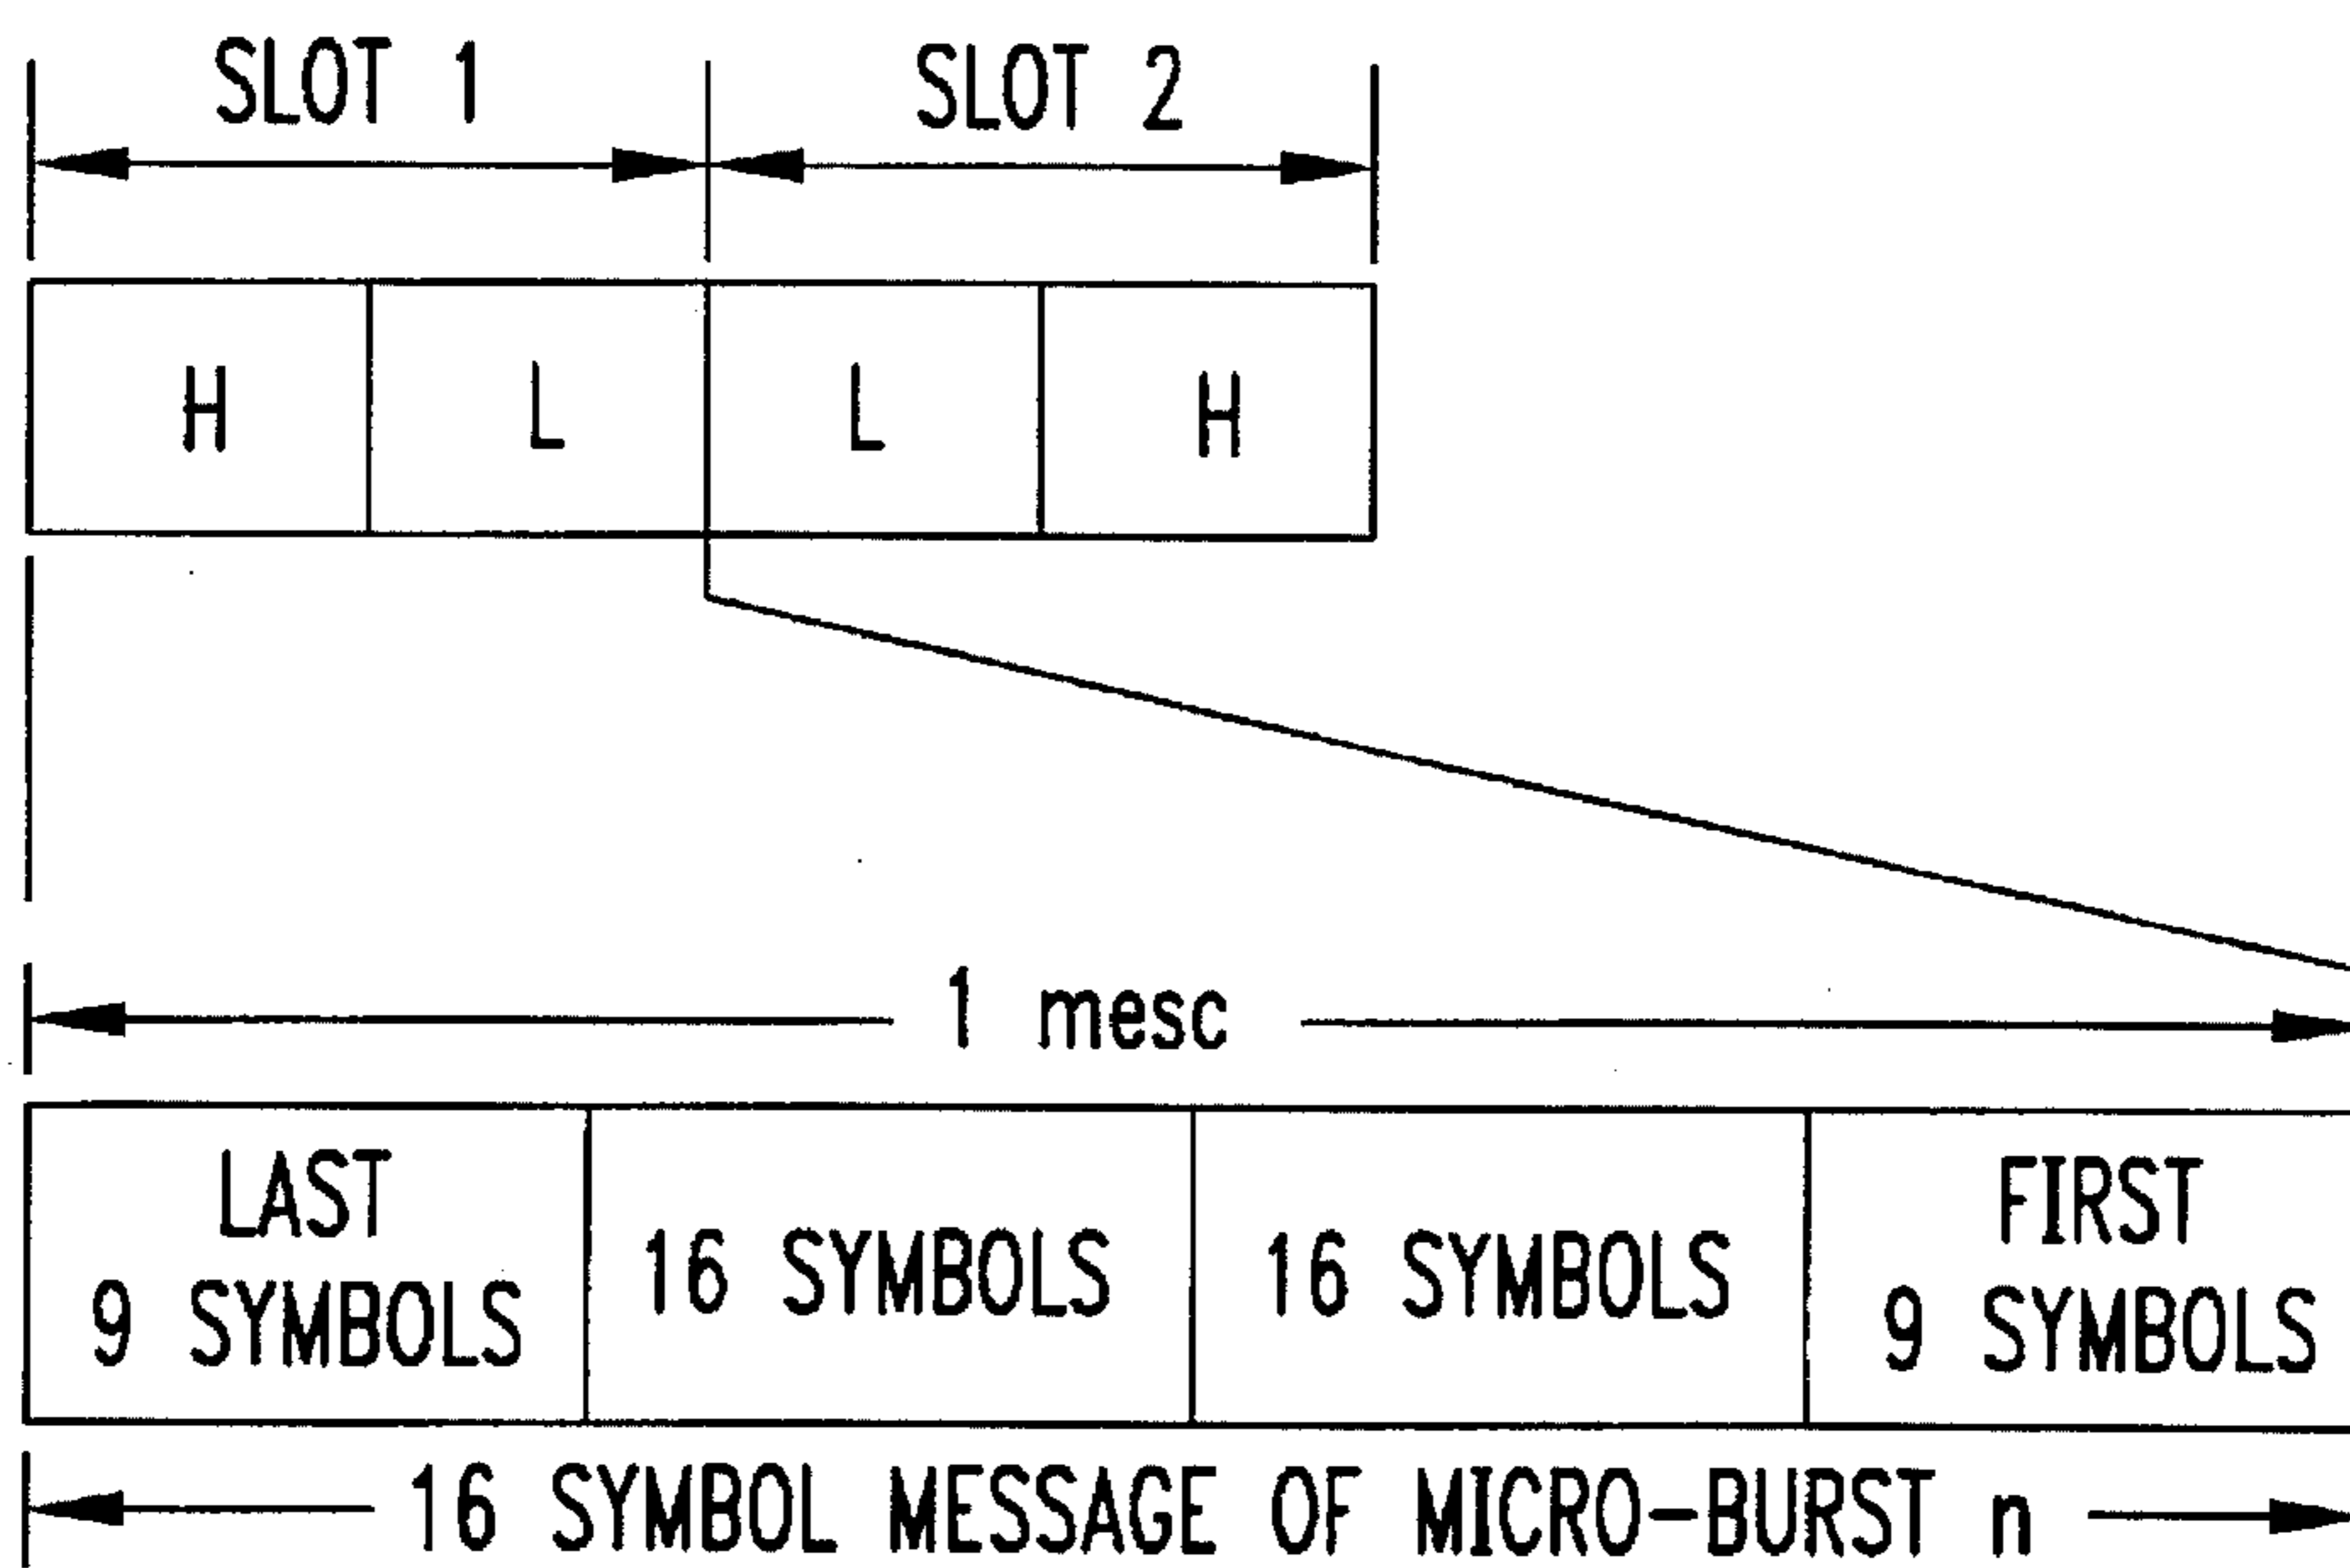 SLOT 1 SLOT 2
H L L H
1 mesc
LAST
9 SYMBOLS
16 SYMBOLS
16 SYMBOLS
FIRST
9 SYMBOLS
16 SYMBOL MESSAGE OF MICRO-BURST n